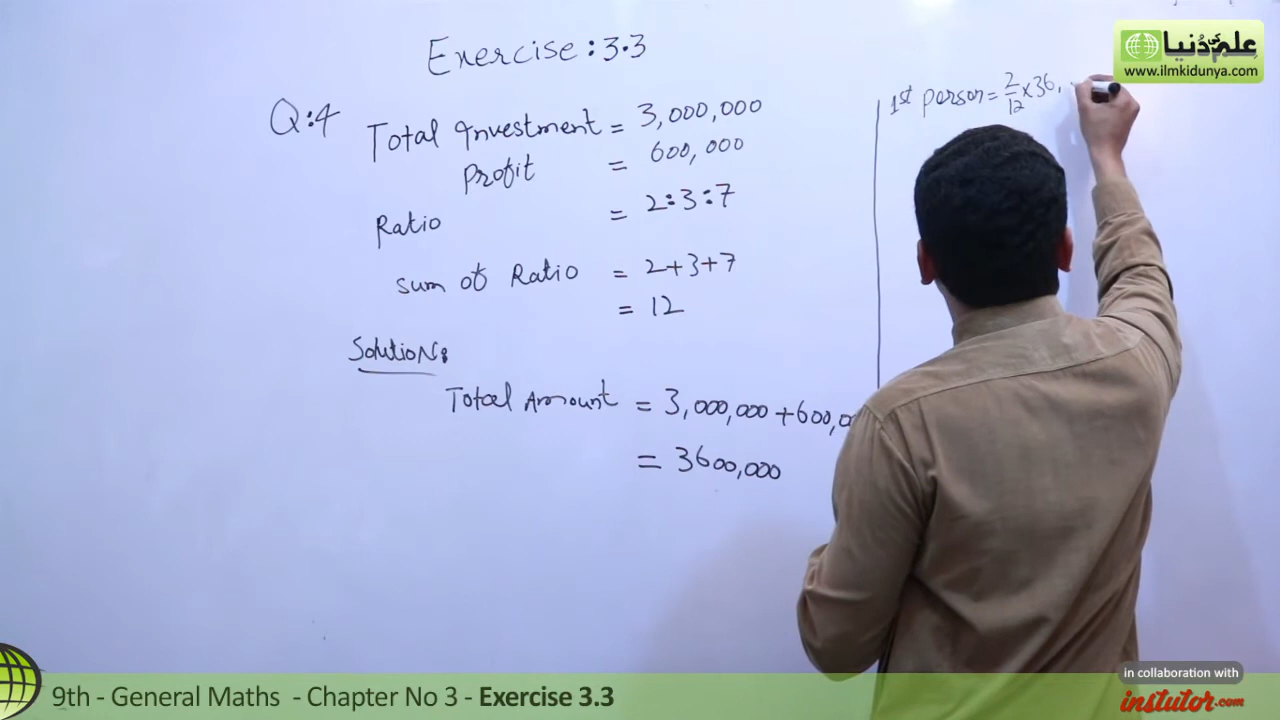 Exercise : 3.3
Q:4 Total Investment = 3,000,000
Profit = 600,000
Ratio = 2:3:7
Sum of Ratio = 2+3+7
= 12
Solution:
Total Amount = 3,000,000 + 600,00
= 3600,000
1st person = 2/12 × 36,
علم کی دُنیا
www.ilmkidunya.com
in collaboration with
instutor.com
9th - General Maths - Chapter No 3 - Exercise 3.3